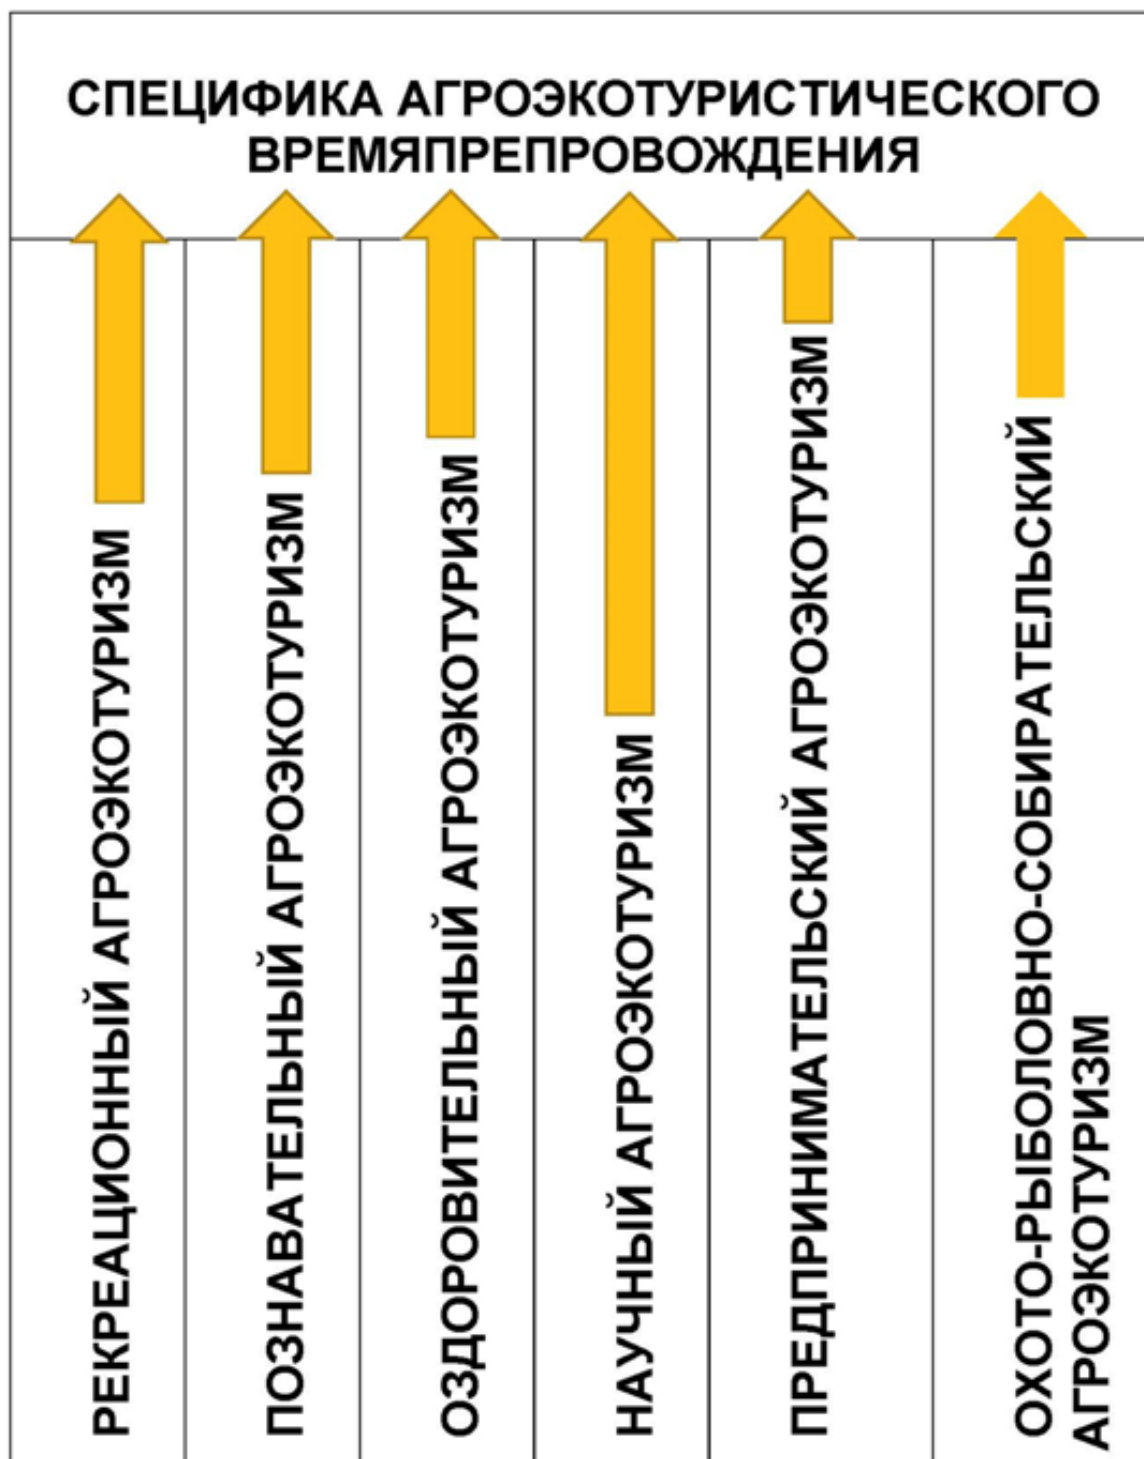 СПЕЦИФИКА АГРОЭКОТУРИСТИЧЕСКОГО
ВРЕМЯПРЕПРОВОЖДЕНИЯ
РЕКРЕАЦИОННЫЙ АГРОЭКОТУРИЗМ
ПОЗНАВАТЕЛЬНЫЙ АГРОЭКОТУРИЗМ
ОЗДОРОВИТЕЛЬНЫЙ АГРОЭКОТУРИЗМ
НАУЧНЫЙ АГРОЭКОТУРИЗМ
ПРЕДПРИНИМАТЕЛЬСКИЙ АГРОЭКОТУРИЗМ
ОХОТО-РЫБОЛОВНО-СОБИРАТЕЛЬСКИЙ
АГРОЭКОТУРИЗМ